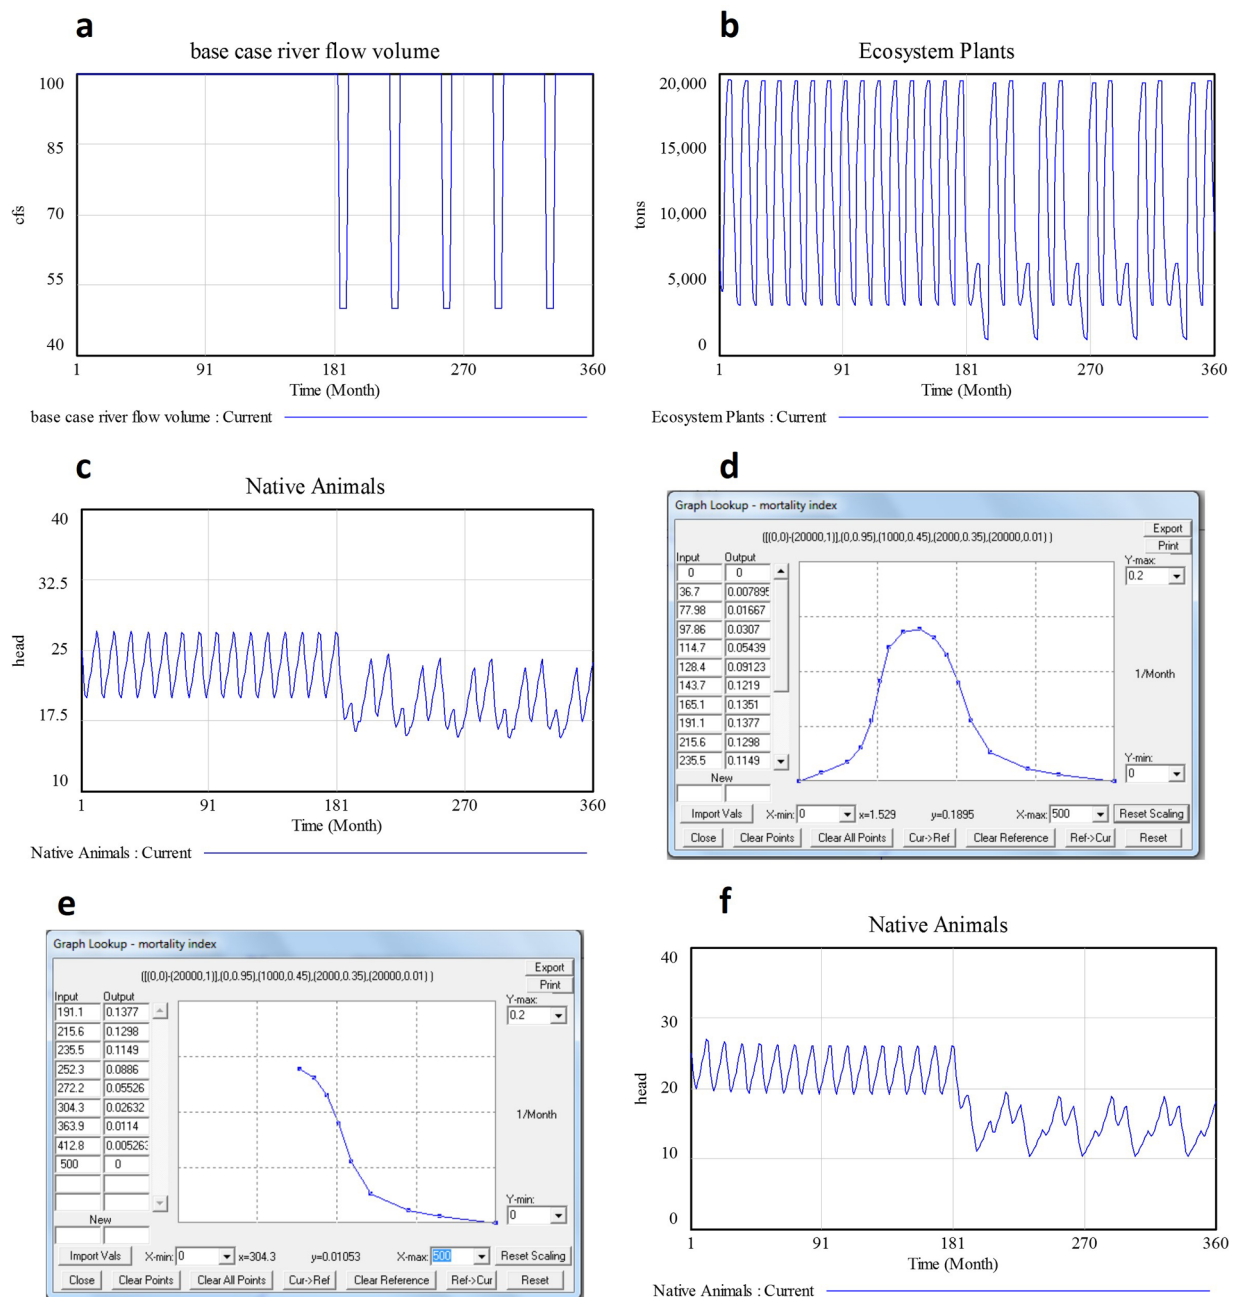 a
base case river flow volume
100
85
70
55
40
cfs
1 91 181 270 360
Time (Month)
base case river flow volume : Current
b
Ecosystem Plants
20,000
15,000
10,000
5,000
0
tons
1 91 181 270 360
Time (Month)
Ecosystem Plants : Current
c
Native Animals
40
32.5
25
17.5
10
head
1 91 181 270 360
Time (Month)
Native Animals : Current
d
Graph Lookup - mortality index
([(0,0)-(20000,1)],(0,0.95),(1000,0.45),(2000,0.35),(20000,0.01) )
Export
Print
Input Output
0 0
36.7 0.007895
77.98 0.01667
97.86 0.0307
114.7 0.05439
128.4 0.09123
143.7 0.1219
165.1 0.1351
191.1 0.1377
215.6 0.1298
235.5 0.1149
New
Y-max:
0.2
1/Month
Y-min:
0
Import Vals X-min: 0 x=1.529 y=0.1895 X-max: 500 Reset Scaling
Close Clear Points Clear All Points Cur->Ref Clear Reference Ref->Cur Reset
e
Graph Lookup - mortality index
([(0,0)-(20000,1)],(0,0.95),(1000,0.45),(2000,0.35),(20000,0.01) )
Export
Print
Input Output
191.1 0.1377
215.6 0.1298
235.5 0.1149
252.3 0.0886
272.2 0.05526
304.3 0.02632
363.9 0.0114
412.8 0.005263
500 0
New
Y-max:
0.2
1/Month
Y-min:
0
Import Vals X-min: 0 x=304.3 y=0.01053 X-max: 500 Reset Scaling
Close Clear Points Clear All Points Cur->Ref Clear Reference Ref->Cur Reset
f
Native Animals
40
30
20
10
0
head
1 91 181 270 360
Time (Month)
Native Animals : Current